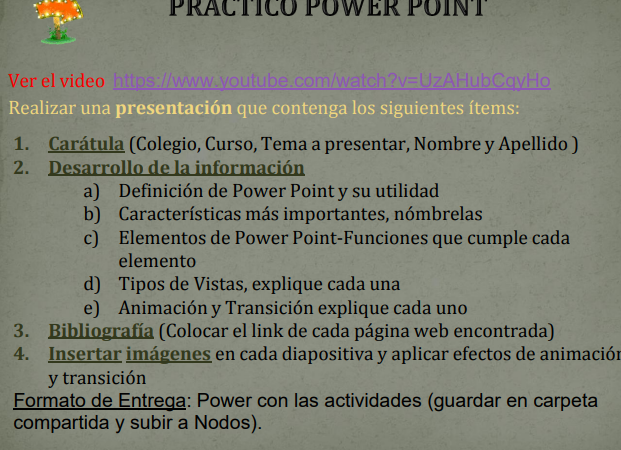 PRÁCTICO POWER POINT
Ver el video https://www.youtube.com/watch?v=UzAHubCqyHo
Realizar una presentación que contenga los siguientes ítems:
1. Carátula (Colegio, Curso, Tema a presentar, Nombre y Apellido )
2. Desarrollo de la información
a) Definición de Power Point y su utilidad
b) Características más importantes, nómbrelas
c) Elementos de Power Point-Funciones que cumple cada
elemento
d) Tipos de Vistas, explique cada una
e) Animación y Transición explique cada uno
3. Bibliografía (Colocar el link de cada página web encontrada)
4. Insertar imágenes en cada diapositiva y aplicar efectos de animación
y transición
Formato de Entrega: Power con las actividades (guardar en carpeta
compartida y subir a Nodos).